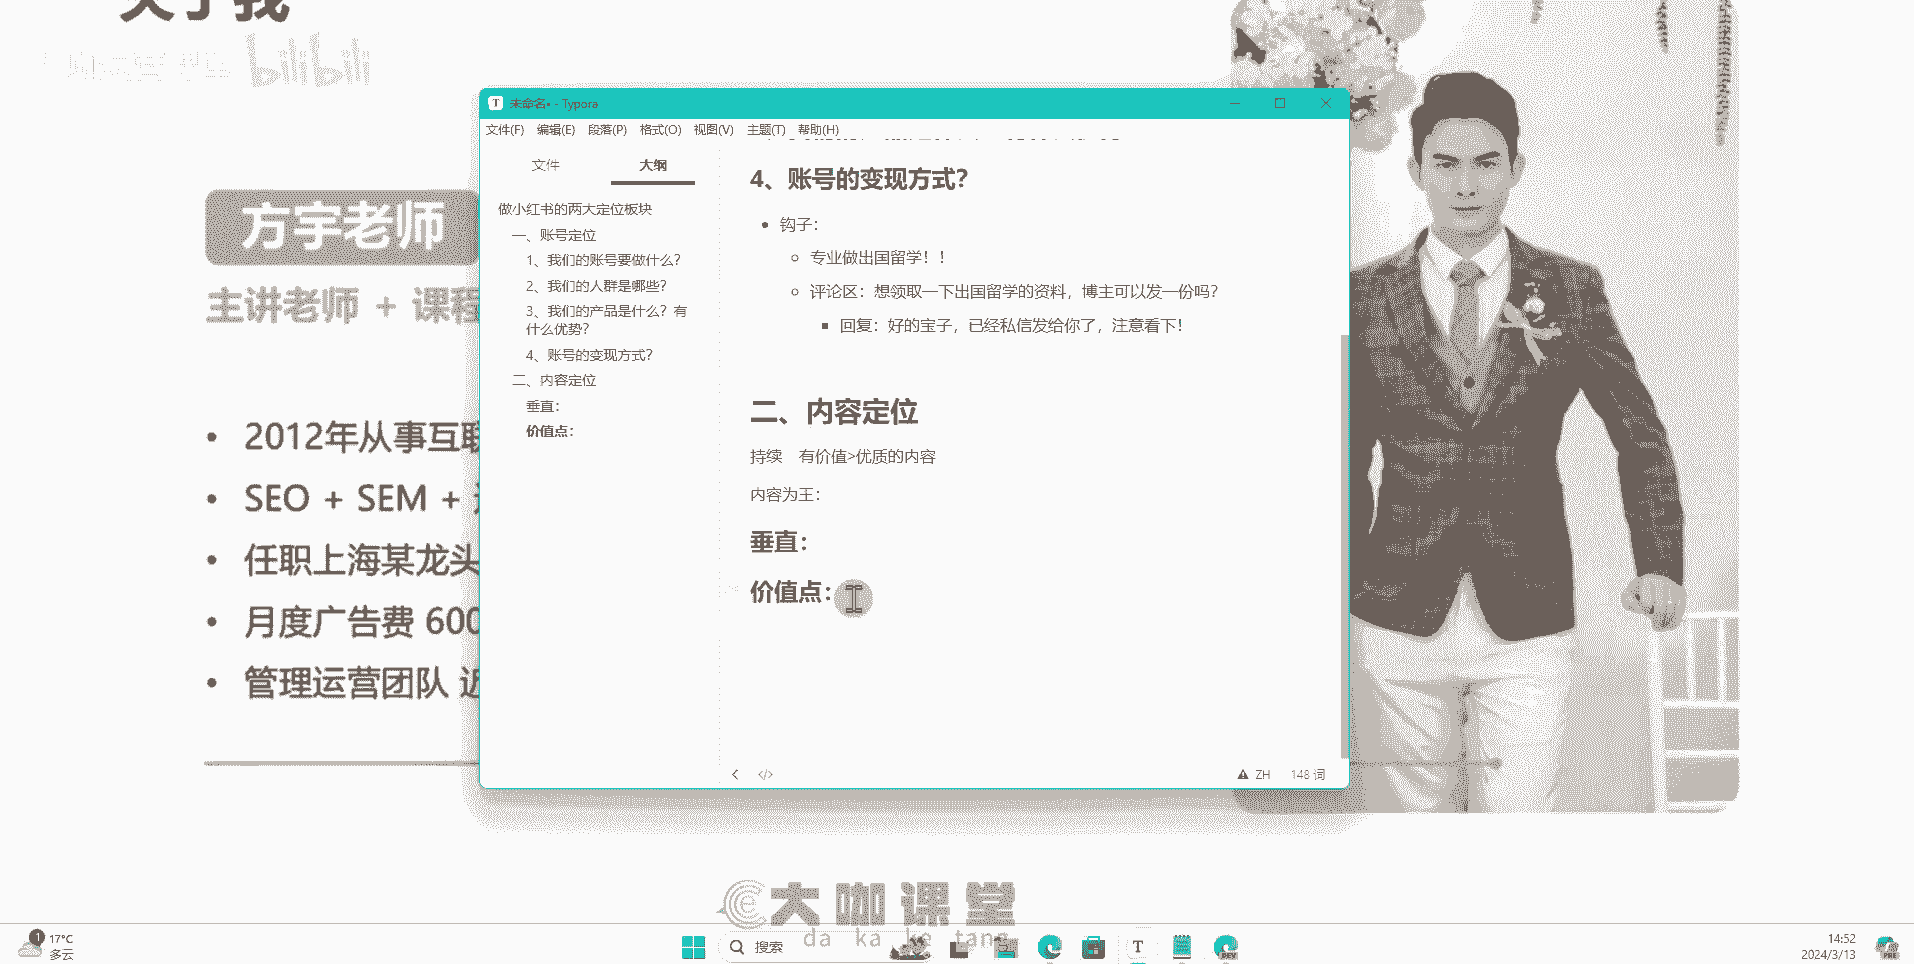 关于我
bilibili
方宇老师
主讲老师 + 课程
2012年从事互联
SEO + SEM +
任职上海某龙头
月度广告费 600
管理运营团队 近
未命名• - Typora
文件(F) 编辑(E) 段落(P) 格式(O) 视图(V) 主题(T) 帮助(H)
文件 大纲
做小红书的两大定位板块
一、账号定位
1、我们的账号要做什么？
2、我们的人群是哪些？
3、我们的产品是什么？有
什么优势？
4、账号的变现方式？
二、内容定位
垂直：
价值点：
4、账号的变现方式？
钩子：
专业做出国留学！！
评论区：想领取一下出国留学的资料，博主可以发一份吗？
回复：好的宝子，已经私信发给你了，注意看下！
二、内容定位
持续 有价值>优质的内容
内容为王：
垂直：
价值点：
ZH 148 词
大咖课堂
da ka ke tang
1
17°C
多云
搜索
T
DEV
14:52
2024/3/13
PRE